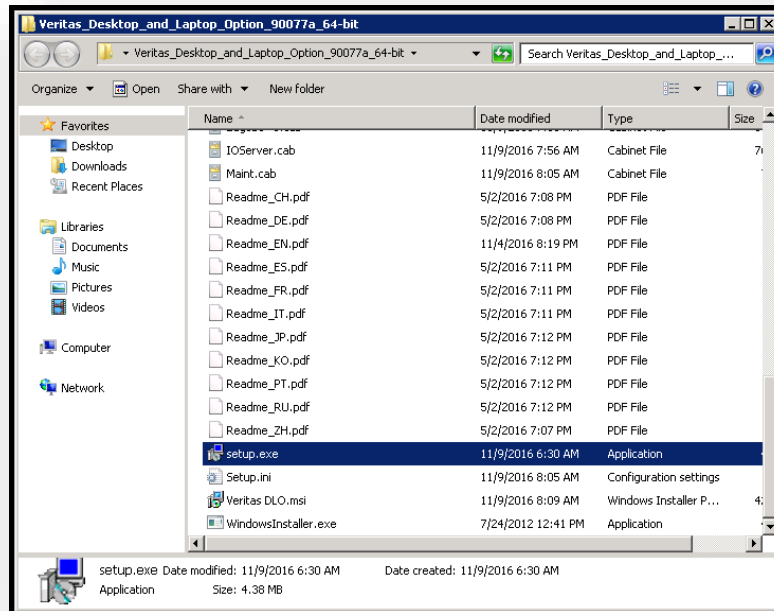 Veritas_Desktop_and_Laptop_Option_90077a_64-bit
Veritas_Desktop_and_Laptop_Option_90077a_64-bit
Search Veritas_Desktop_and_Laptop_...
Organize Open Share with New folder
Name Date modified Type Size
IOServer.cab 11/9/2016 7:56 AM Cabinet File
Maint.cab 11/9/2016 8:05 AM Cabinet File
Readme_CH.pdf 5/2/2016 7:08 PM PDF File
Readme_DE.pdf 5/2/2016 7:08 PM PDF File
Readme_EN.pdf 11/4/2016 8:19 PM PDF File
Readme_ES.pdf 5/2/2016 7:11 PM PDF File
Readme_FR.pdf 5/2/2016 7:11 PM PDF File
Readme_IT.pdf 5/2/2016 7:11 PM PDF File
Readme_JP.pdf 5/2/2016 7:12 PM PDF File
Readme_KO.pdf 5/2/2016 7:12 PM PDF File
Readme_PT.pdf 5/2/2016 7:12 PM PDF File
Readme_RU.pdf 5/2/2016 7:12 PM PDF File
Readme_ZH.pdf 5/2/2016 7:07 PM PDF File
setup.exe 11/9/2016 6:30 AM Application
Setup.ini 11/9/2016 8:05 AM Configuration settings
Veritas DLO.msi 11/9/2016 8:09 AM Windows Installer P...
WindowsInstaller.exe 7/24/2012 12:41 PM Application
Favorites
Desktop
Downloads
Recent Places
Libraries
Documents
Music
Pictures
Videos
Computer
Network
setup.exe Date modified: 11/9/2016 6:30 AM Date created: 11/9/2016 6:30 AM
Application Size: 4.38 MB